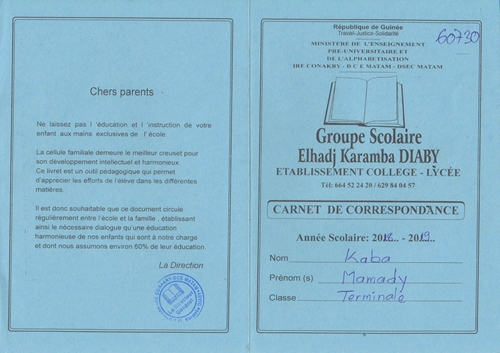 Chers parents
Ne laissez pas l 'éducation et l 'instruction de votre
enfant aux mains exclusives de l' école.
La cellule familiale demeure le meilleur creuset pour
son développement intellectuel et harmonieux.
Ce livret est un outil pédagogique qui permet
d'apprecier les efforts de l'élève dans les différentes
matières.
Il est donc souhaitable que ce document circule
régulièrement entre l'école et la famille . établissant
ainsi le nécessaire dialogue qu'une éducation
harmonieuse de nos enfants qui sont à notre charge
et dont nous assumons environ 60% de leur éducation.
La Direction
République de Guinée
Travail-Justice-Solidarité
60730
MINISTERE DE L'ENSEIGNEMENT
PRE-UNIVERSITAIRE ET
DE L'ALPHABETISATION
IRE CONAKRY - D C E MATAM - DSEC MATAM
Groupe Scolaire
Elhadj Karamba DIABY
ETABLISSEMENT COLLEGE - LYCÉE
Tél: 664 52 24 20 / 629 84 04 57
CARNET DE CORRESPONDANCE
Année Scolaire: 2018... - 2019...
Nom Kaba
Prénom (s) Mamady
Classe Terminale